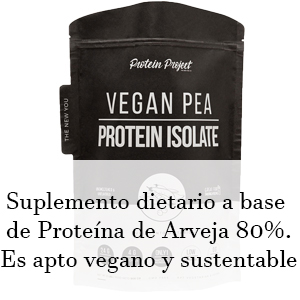 Protein Project
THE NEW YOU
VEGAN PEA
PROTEIN ISOLATE
Suplemento dietario a base
de Proteína de Arveja 80%.
Es apto vegano y sustentable